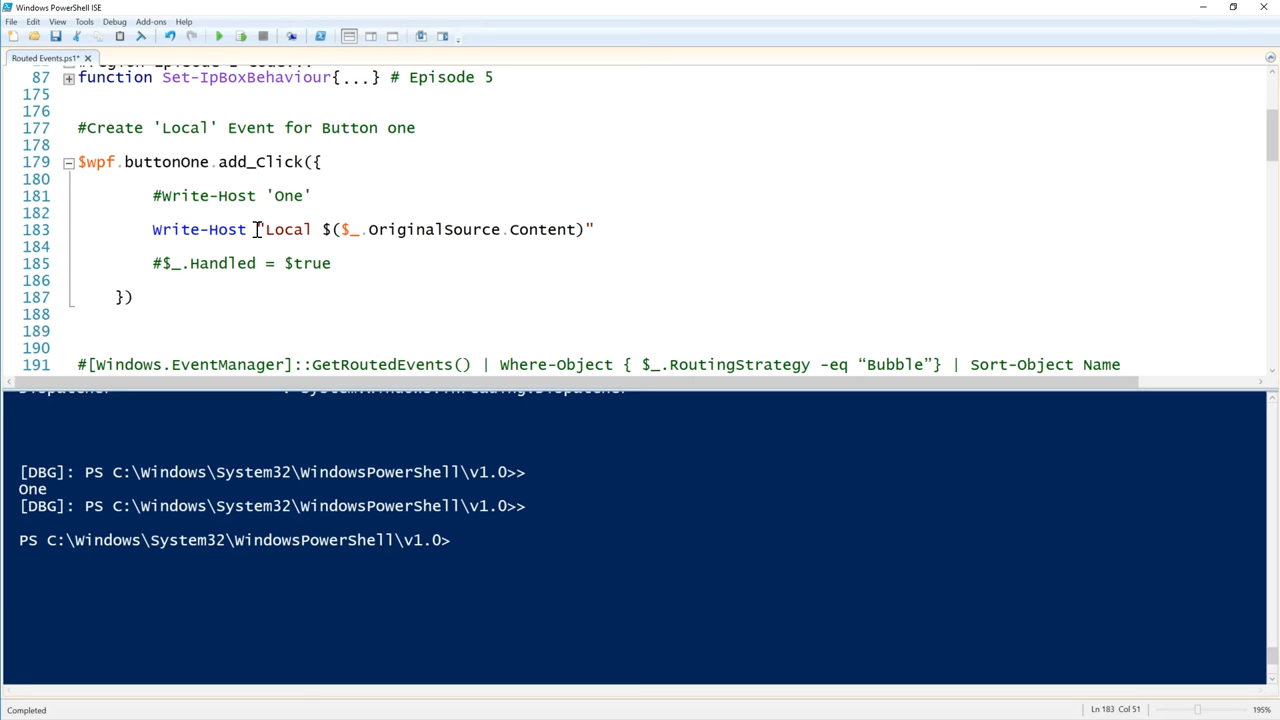 Windows PowerShell ISE
File Edit View Tools Debug Add-ons Help
Routed Events.ps1*
87 function Set-IpBoxBehaviour{...} # Episode 5
175
176
177 #Create 'Local' Event for Button one
178
179 $wpf.buttonOne.add_Click({
180
181 #Write-Host 'One'
182
183 Write-Host "Local $($_.OriginalSource.Content)"
184
185 #$_.Handled = $true
186
187 })
188
189
190
191 #[Windows.EventManager]::GetRoutedEvents() | Where-Object { $_.RoutingStrategy -eq “Bubble”} | Sort-Object Name
[DBG]: PS C:\Windows\System32\WindowsPowerShell\v1.0>>
One
[DBG]: PS C:\Windows\System32\WindowsPowerShell\v1.0>>
PS C:\Windows\System32\WindowsPowerShell\v1.0>
Completed Ln 183 Col 51 195%